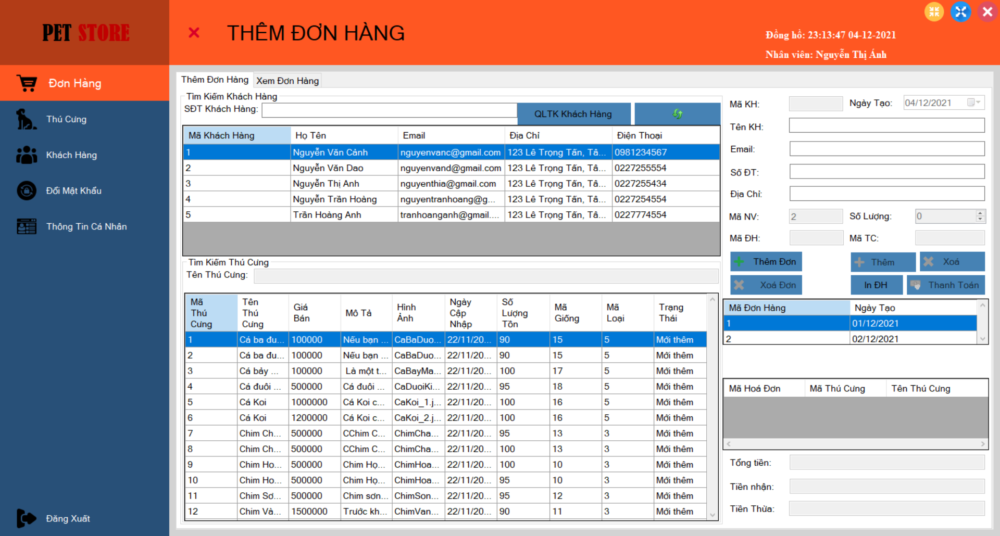 PET STORE
THÊM ĐƠN HÀNG
Đồng hồ: 23:13:47 04-12-2021
Nhân viên: Nguyễn Thị Ánh
Đơn Hàng
Thú Cưng
Khách Hàng
Đổi Mật Khẩu
Thông Tin Cá Nhân
Đăng Xuất
Thêm Đơn Hàng Xem Đơn Hàng
Tìm Kiếm Khách Hàng
SĐT Khách Hàng:
QLTK Khách Hàng
Mã Khách Hàng Họ Tên Email Địa Chỉ Điện Thoại
1 Nguyễn Văn Cảnh nguyenvanc@gmail.com 123 Lê Trọng Tấn, Tâ... 0981234567
2 Nguyễn Văn Dao nguyenvand@gmail.com 123 Lê Trọng Tấn, Tâ... 0227255554
3 Nguyễn Thị Anh nguyenthia@gmail.com 123 Lê Trọng Tấn, Tâ... 0227255434
4 Nguyễn Trần Hoàng nguyentranhoang@g... 123 Lê Trọng Tấn, Tâ... 0227254554
5 Trần Hoàng Anh tranhoanganh@gmail.... 123 Lê Trọng Tấn, Tâ... 0227774554
Tìm Kiếm Thú Cưng
Tên Thú Cưng:
Mã Thú Cưng Tên Thú Cưng Giá Bán Mô Tả Hình Ảnh Ngày Cập Nhập Số Lượng Tồn Mã Giống Mã Loại Trạng Thái
1 Cá ba đu... 100000 Nếu bạn ... CaBaDuo... 22/11/20... 90 15 5 Mới thêm
2 Cá ba đu... 100000 Nếu bạn ... CaBaDuo... 22/11/20... 90 15 5 Mới thêm
3 Cá bảy ... 100000 Là một t... CaBayMa... 22/11/20... 100 17 5 Mới thêm
4 Cá đuôi ... 500000 Cá đuôi ... CaDuoiKi... 22/11/20... 95 18 5 Mới thêm
5 Cá Koi 1000000 Cá Koi c... CaKoi_1.j... 22/11/20... 100 16 5 Mới thêm
6 Cá Koi 1200000 Cá Koi c... CaKoi_2.j... 22/11/20... 100 16 5 Mới thêm
7 Chim Ch... 500000 CChim C... ChimCha... 22/11/20... 95 13 3 Mới thêm
8 Chim Ch... 500000 CChim C... ChimCha... 22/11/20... 100 13 3 Mới thêm
9 Chim Ho... 500000 Chim Họ... ChimHoa... 22/11/20... 100 10 3 Mới thêm
10 Chim Ho... 500000 Chim Họ... ChimHoa... 22/11/20... 95 10 3 Mới thêm
11 Chim Sơ... 500000 Chim sơn... ChimSon... 22/11/20... 95 12 3 Mới thêm
12 Chim Và... 1500000 Trước kh... ChimVan... 22/11/20... 90 11 3 Mới thêm
Mã KH: Ngày Tạo: 04/12/2021
Tên KH:
Email:
Số ĐT:
Địa Chỉ:
Mã NV: 2 Số Lượng: 0
Mã ĐH: Mã TC:
Thêm Đơn Thêm Xoá
Xoá Đơn In ĐH Thanh Toán
Mã Đơn Hàng Ngày Tạo
1 01/12/2021
2 02/12/2021
Mã Hoá Đơn Mã Thú Cưng Tên Thú Cưng
Tổng tiền:
Tiền nhận:
Tiền Thừa: